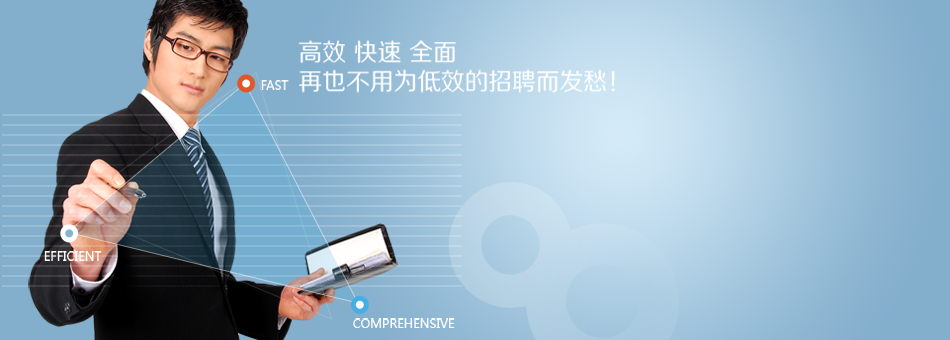 高效 快速 全面
FAST
再也不用为低效的招聘而发愁!
EFFICIENT
COMPREHENSIVE